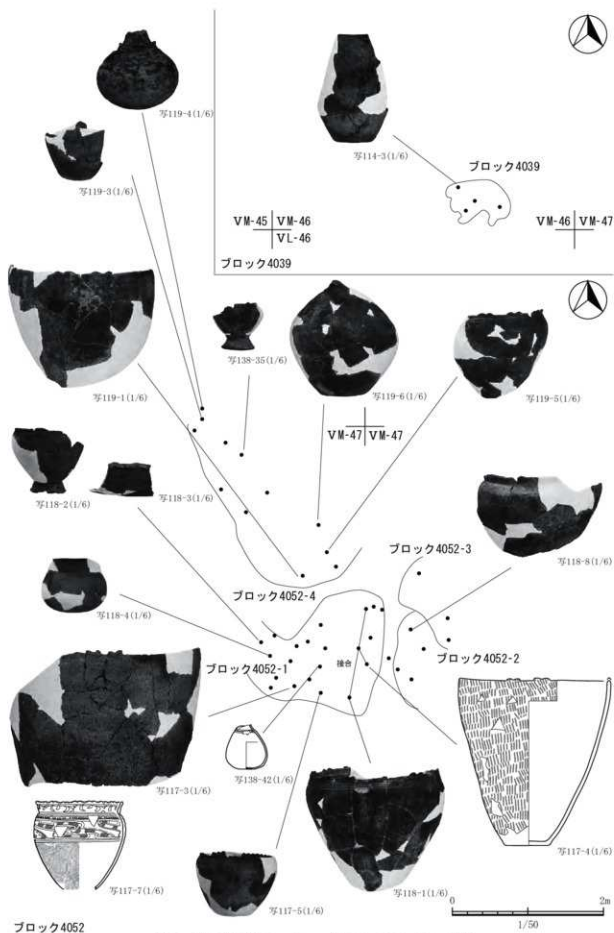 写119-4(1/6)
写119-3(1/6)
写114-3(1/6)
ブロック4039
ⅤM-45 ⅤM-46
ⅤL-46
ⅤM-46 ⅤM-47
ブロック4039
写119-1(1/6)
写138-35(1/6)
写119-6(1/6)
写119-5(1/6)
ⅤM-47 ⅤM-47
写118-2(1/6)
写118-3(1/6)
写118-8(1/6)
ブロック4052-3
ブロック4052-4
写118-4(1/6)
ブロック4052-1
接合
ブロック4052-2
写117-3(1/6)
写138-42(1/6)
写117-4(1/6)
写117-7(1/6)
写117-5(1/6)
写118-1(1/6)
ブロック4052
0 2m
1/50